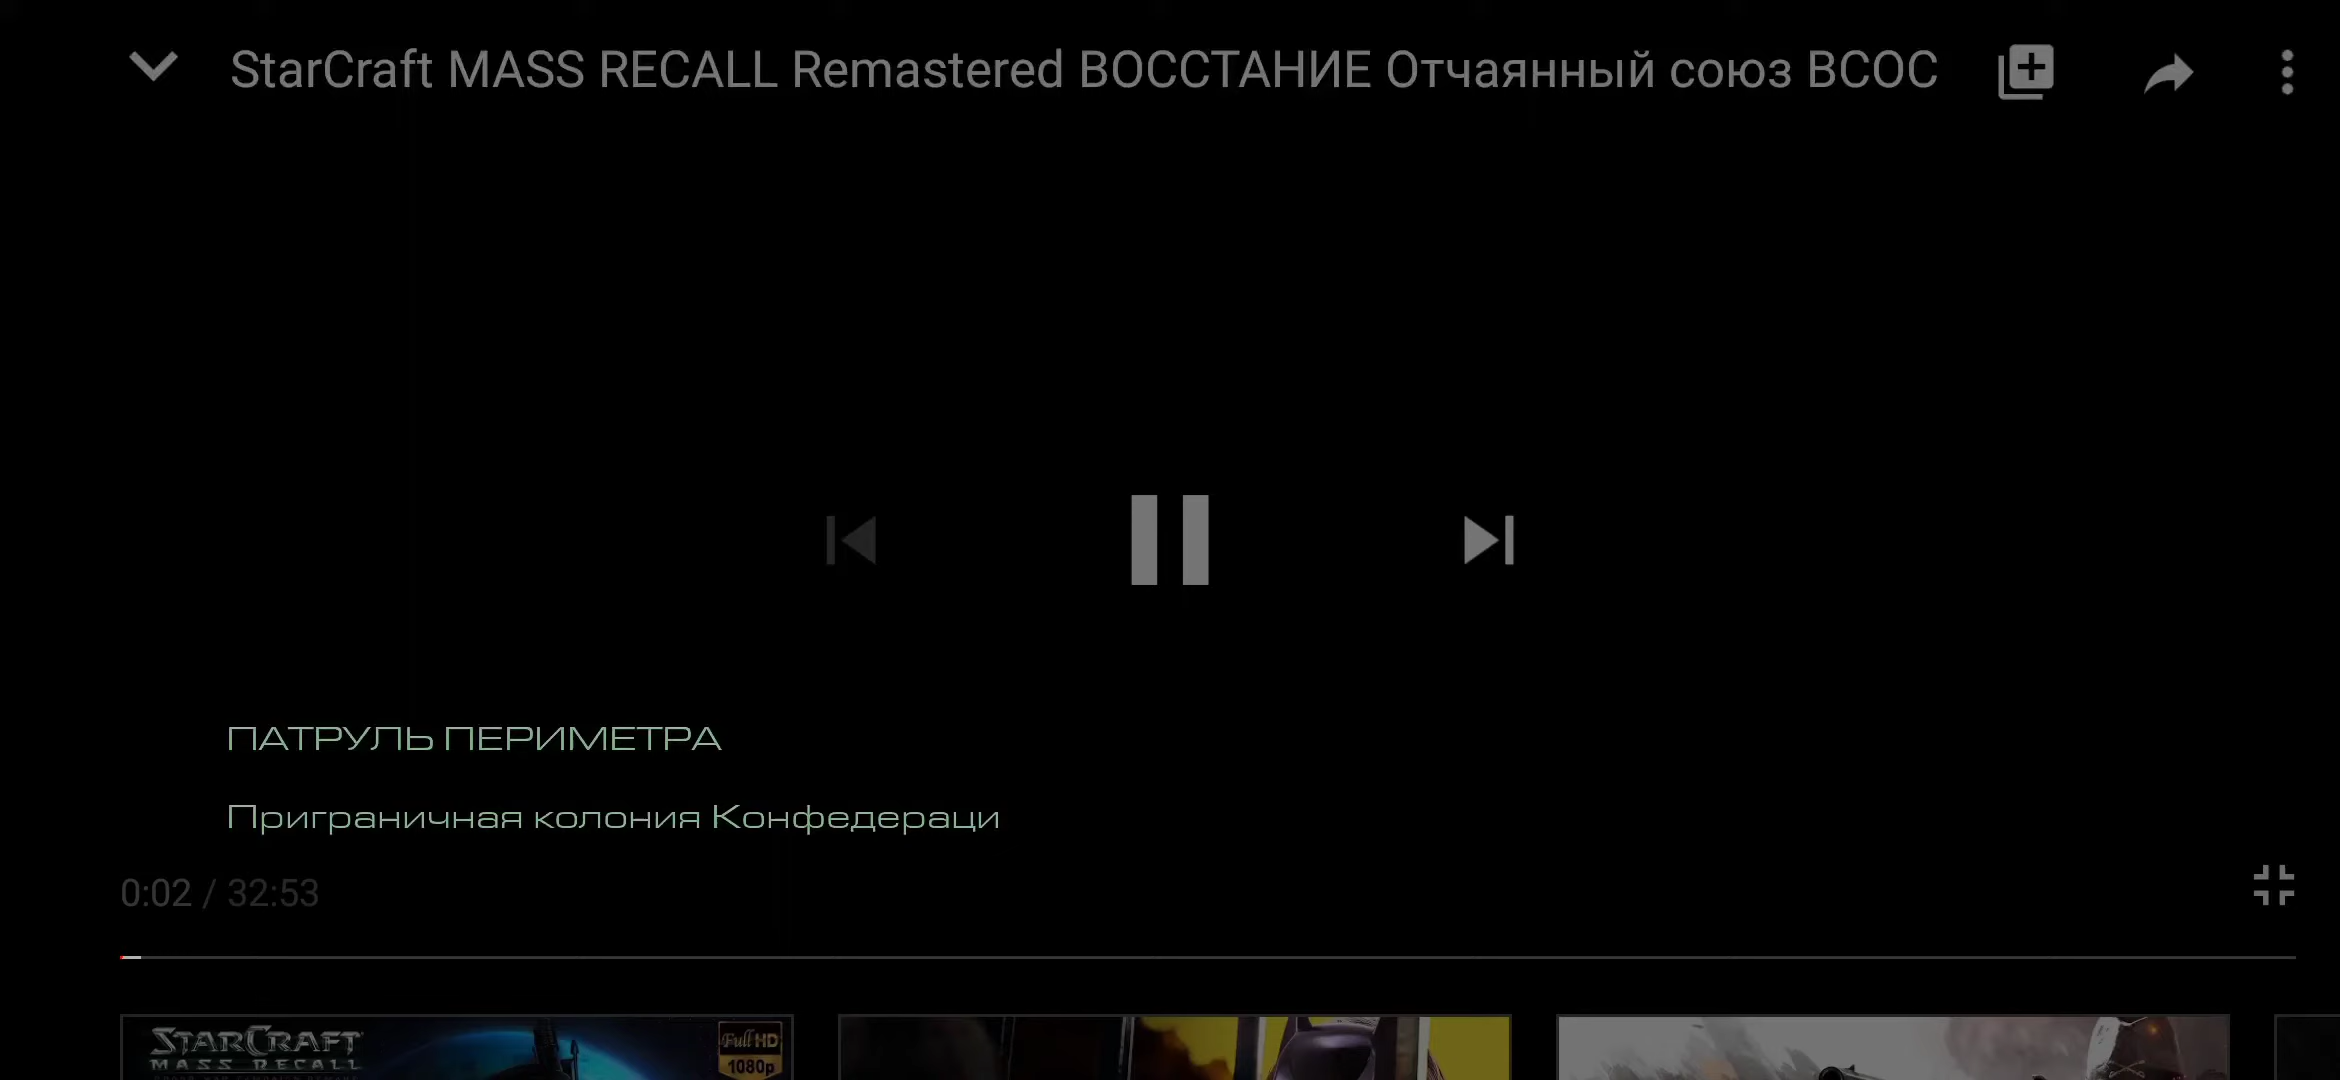 StarCraft MASS RECALL Remastered ВОССТАНИЕ Отчаянный союз ВСОС
ПАТРУЛЬ ПЕРИМЕТРА
Приграничная колония Конфедераци
0:02 / 32:53
STARCRAFT
MASS RECALL
Full HD
1080p